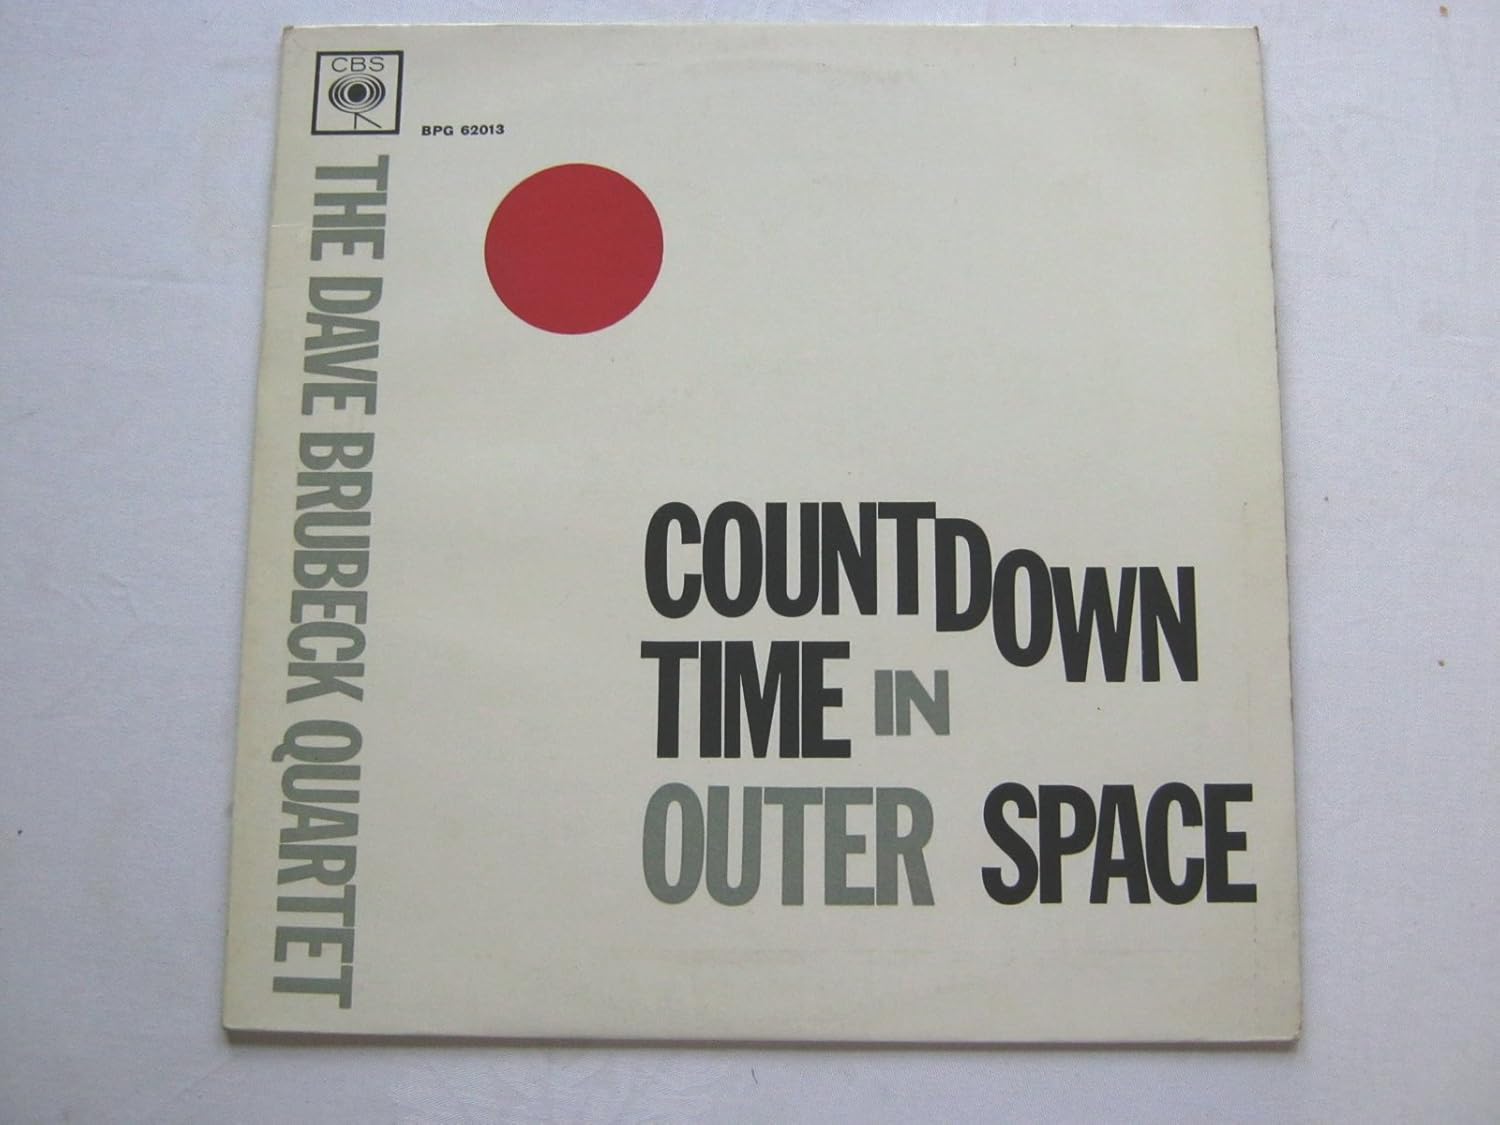 CBS
BPG 62013
THE DAVE BRUBECK QUARTET
COUNTDOWN
TIME IN
OUTER SPACE